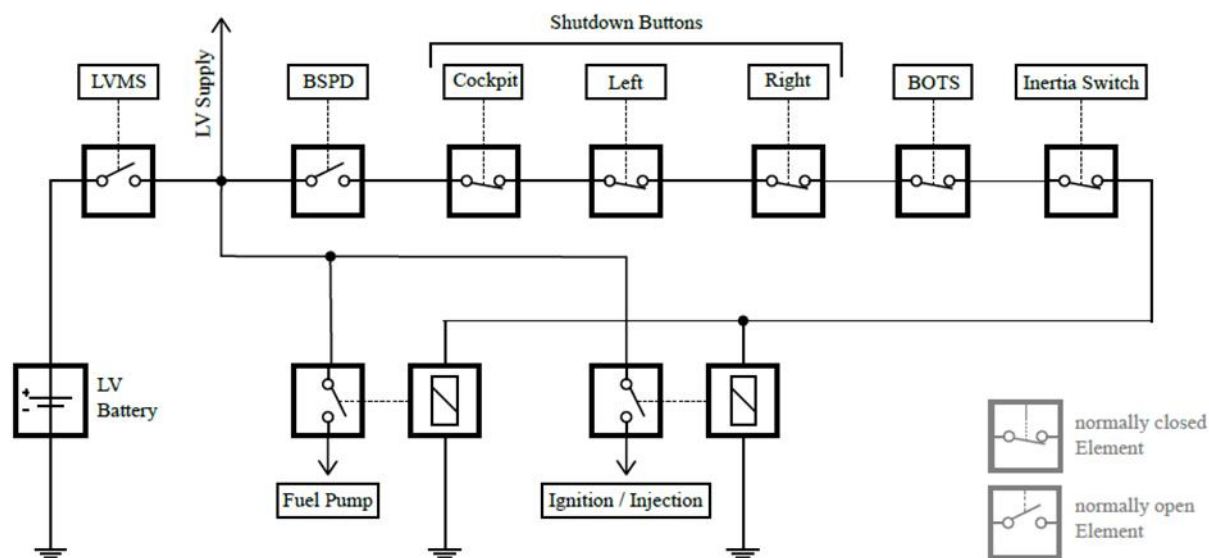 Shutdown Buttons
LV Supply
LVMS
BSPD
Cockpit
Left
Right
BOTS
Inertia Switch
+
-
LV
Battery
Fuel Pump
Ignition / Injection
normally closed
Element
normally open
Element